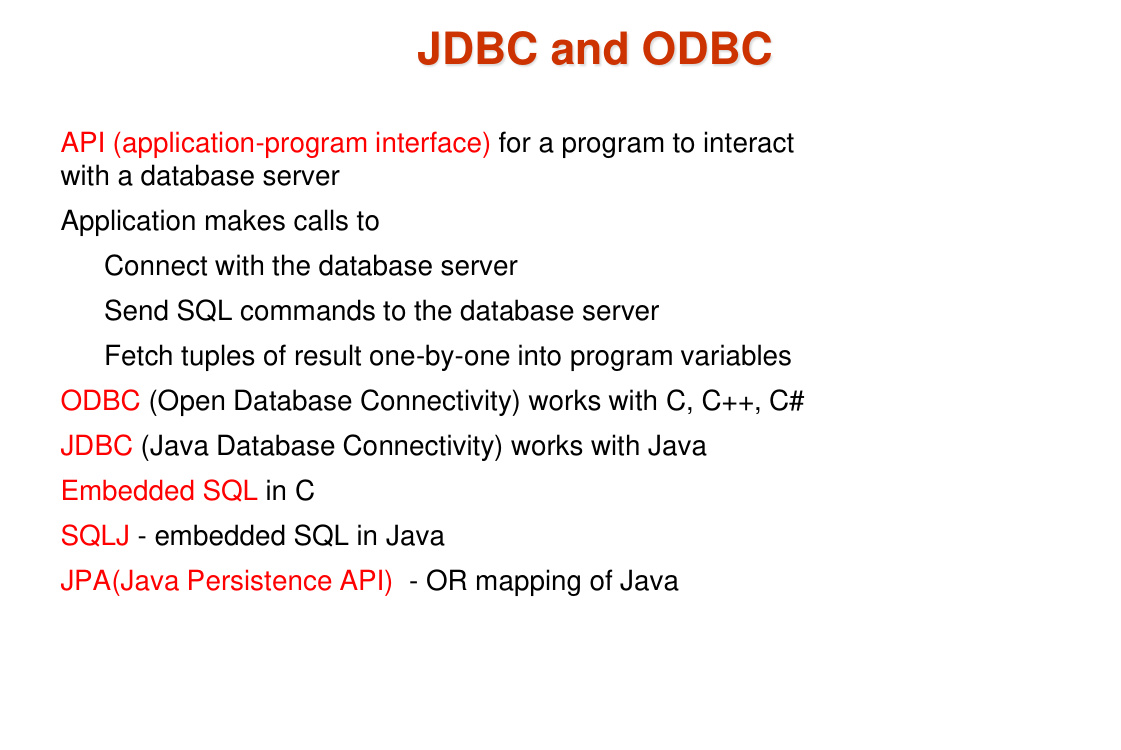 JDBC and ODBC
API (application-program interface) for a program to interact
with a database server
Application makes calls to
Connect with the database server
Send SQL commands to the database server
Fetch tuples of result one-by-one into program variables
ODBC (Open Database Connectivity) works with C, C++, C#
JDBC (Java Database Connectivity) works with Java
Embedded SQL in C
SQLJ - embedded SQL in Java
JPA(Java Persistence API)  - OR mapping of Java